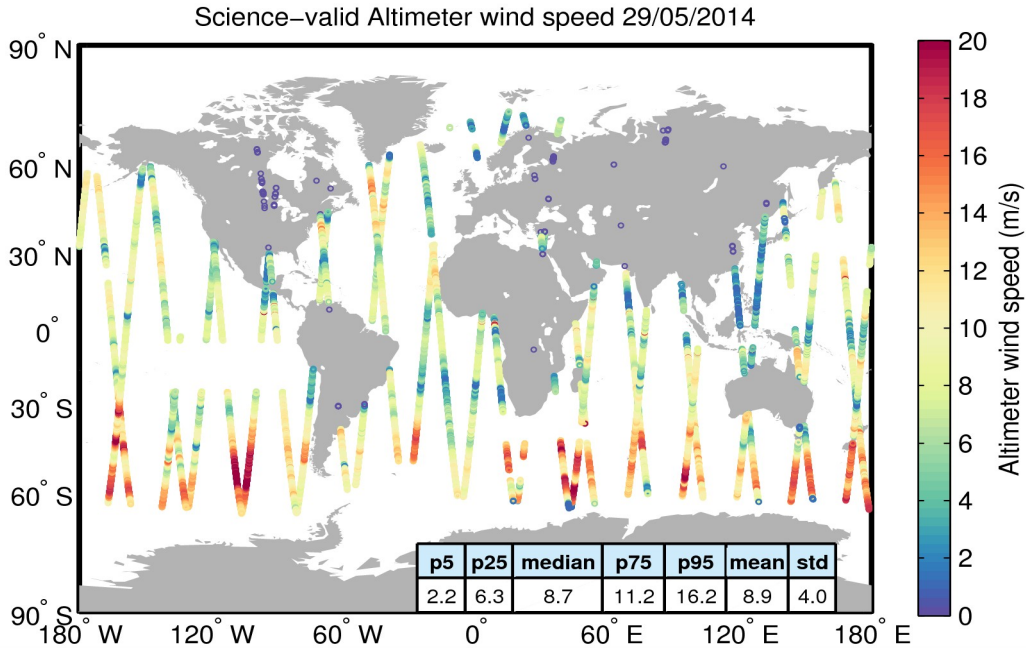 Science−valid Altimeter wind speed 29/05/2014
90° N
60° N
30° N
0°
30° S
60° S
90° S
180° W
120° W
60° W
0°
60° E
120° E
180° E
p5 p25 median p75 p95 mean std
2.2 6.3 8.7 11.2 16.2 8.9 4.0
20
18
16
14
12
10
8
6
4
2
0
Altimeter wind speed (m/s)